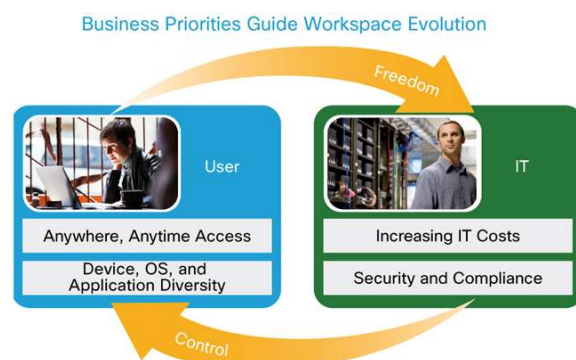 Business Priorities Guide Workspace Evolution
Freedom
User
IT
Anywhere, Anytime Access
Increasing IT Costs
Device, OS, and
Application Diversity
Security and Compliance
Control